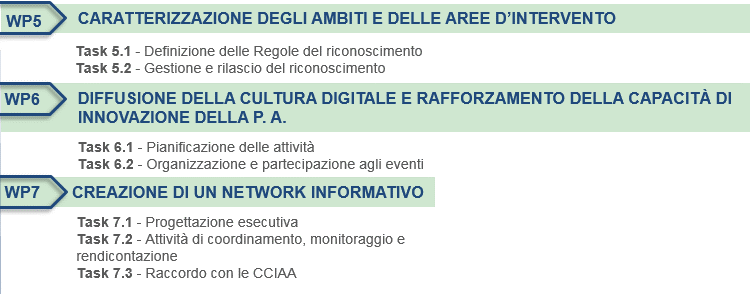 WP5 CARATTERIZZAZIONE DEGLI AMBITI E DELLE AREE D’INTERVENTO
Task 5.1 - Definizione delle Regole del riconoscimento
Task 5.2 - Gestione e rilascio del riconoscimento
WP6 DIFFUSIONE DELLA CULTURA DIGITALE E RAFFORZAMENTO DELLA CAPACITÀ DI
INNOVAZIONE DELLA P. A.
Task 6.1 - Pianificazione delle attività
Task 6.2 - Organizzazione e partecipazione agli eventi
WP7 CREAZIONE DI UN NETWORK INFORMATIVO
Task 7.1 - Progettazione esecutiva
Task 7.2 - Attività di coordinamento, monitoraggio e
rendicontazione
Task 7.3 - Raccordo con le CCIAA